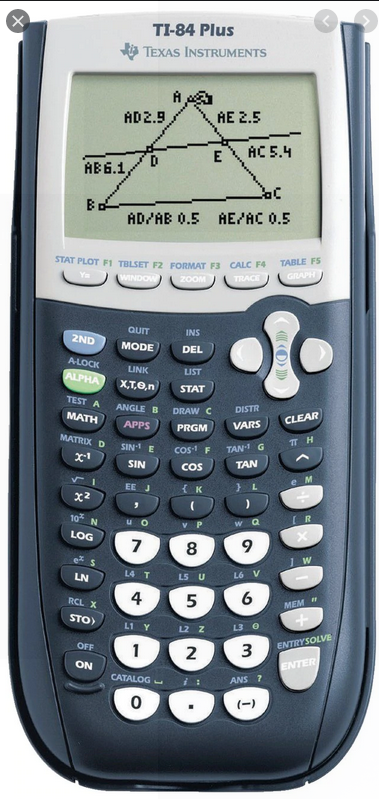 TI-84 Plus
TEXAS INSTRUMENTS
A
AD 2.9 AE 2.5
D E AC 5.4
AB 6.1
B C
AD/AB 0.5 AE/AC 0.5
STAT PLOT F1 TBLSET F2 FORMAT F3 CALC F4 TABLE F5
Y= WINDOW ZOOM TRACE GRAPH
QUIT INS
2ND MODE DEL
A-LOCK LINK LIST
ALPHA X,T,Θ,n STAT
TEST A ANGLE B DRAW C DISTR
MATH APPS PRGM VARS CLEAR
MATRIX D SIN⁻¹ E COS⁻¹ F TAN⁻¹ G π H
x⁻¹ SIN COS TAN ^
√ I EE J { K } L e M
x² , ( ) ÷
10ˣ N u O v P w Q [ R
LOG 7 8 9 ×
eˣ S L4 T L5 U L6 V ] W
LN 4 5 6 −
RCL X L1 Y L2 Z L3 θ MEM "
STO› 1 2 3 +
OFF CATALOG ⎵ i : ANS ? ENTRY SOLVE
ON 0 . (−) ENTER